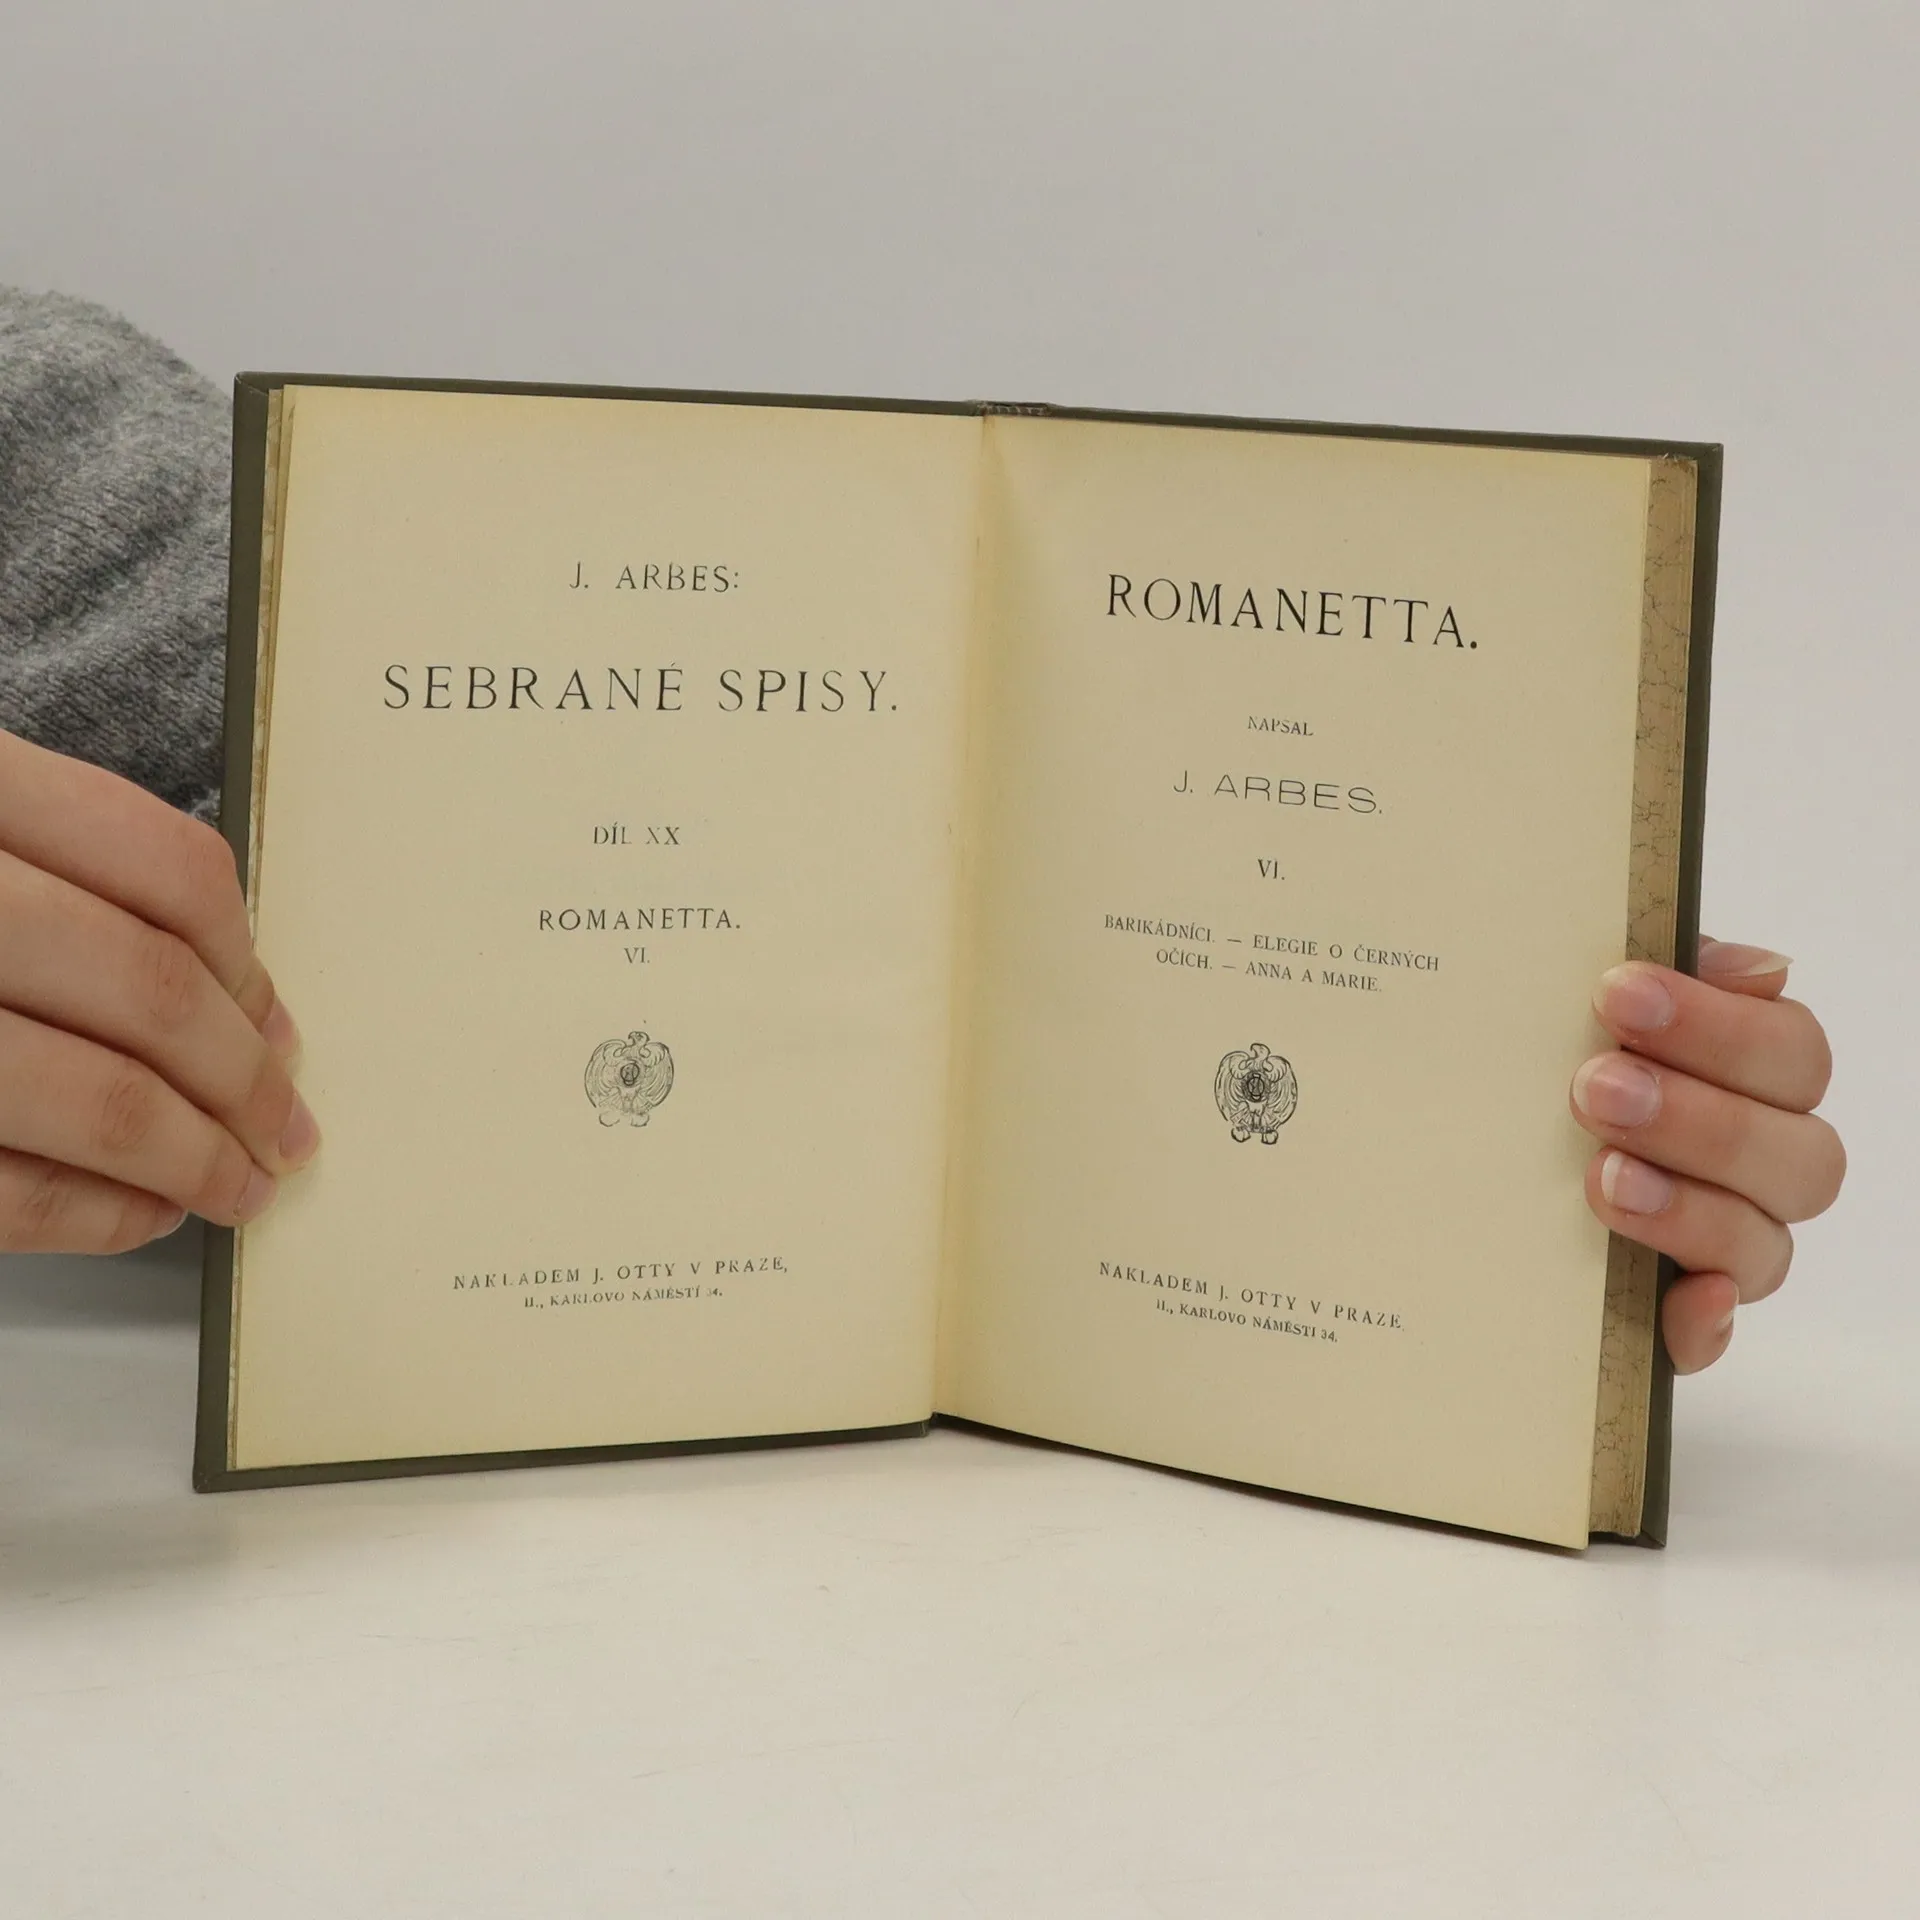 J. ARBES:
SEBRANÉ SPISY.
DÍL XX
ROMANETTA.
VI.
NAKLADEM J. OTTY V PRAZE,
II., KARLOVO NÁMĚSTÍ 34.
ROMANETTA.
NAPSAL
J. ARBES.
VI.
BARIKÁDNÍCI. — ELEGIE O ČERNÝCH
OČÍCH. — ANNA A MARIE.
NAKLADEM J. OTTY V PRAZE,
II., KARLOVO NÁMĚSTÍ 34.